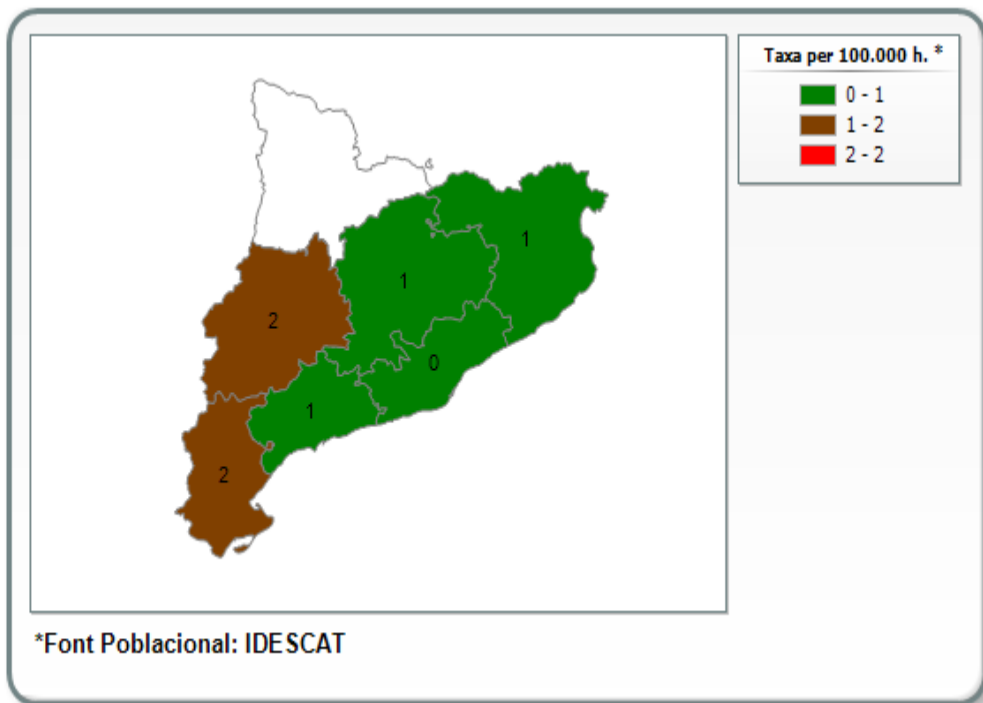 Taxa per 100.000 h. *
0 - 1
1 - 2
2 - 2
1
1
2
0
1
2
*Font Poblacional: IDESCAT